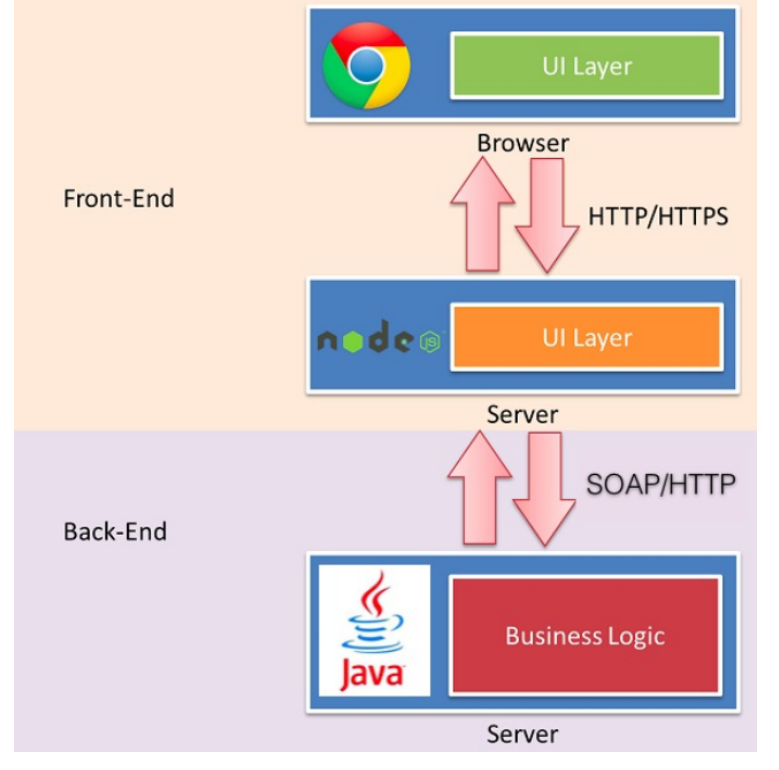 UI Layer
Browser
Front-End
HTTP/HTTPS
node JS
UI Layer
Server
SOAP/HTTP
Back-End
Java
Business Logic
Server